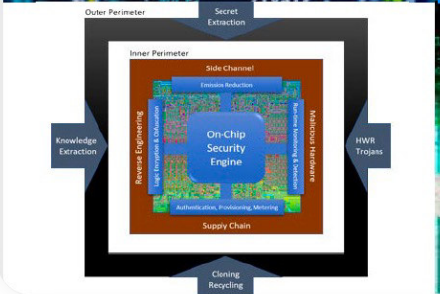 Outer Perimeter
Secret
Extraction
Inner Perimeter
Side Channel
Emission Reduction
Knowledge
Extraction
Reverse Engineering
Logic Encryption & Obfuscation
On-Chip
Security
Engine
Run-time Monitoring & Detection
Malicious Hardware
HWR
Trojans
Authentication, Provisioning, Metering
Supply Chain
Cloning
Recycling